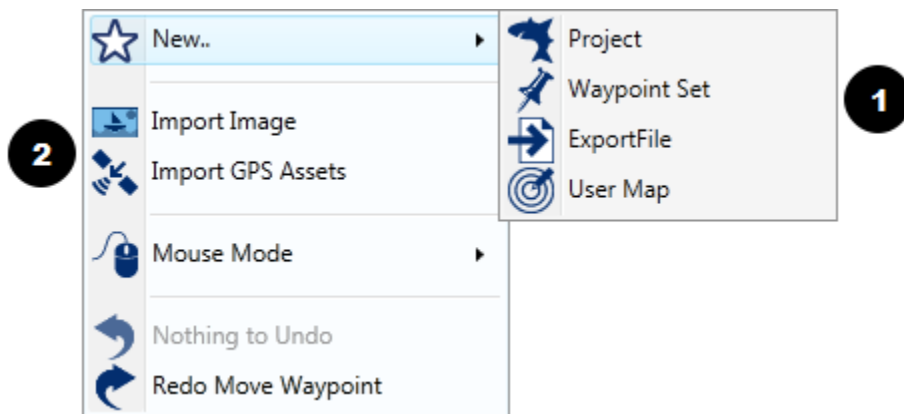 New..
Project
Waypoint Set
1
ExportFile
User Map
Import Image
2
Import GPS Assets
Mouse Mode
Nothing to Undo
Redo Move Waypoint